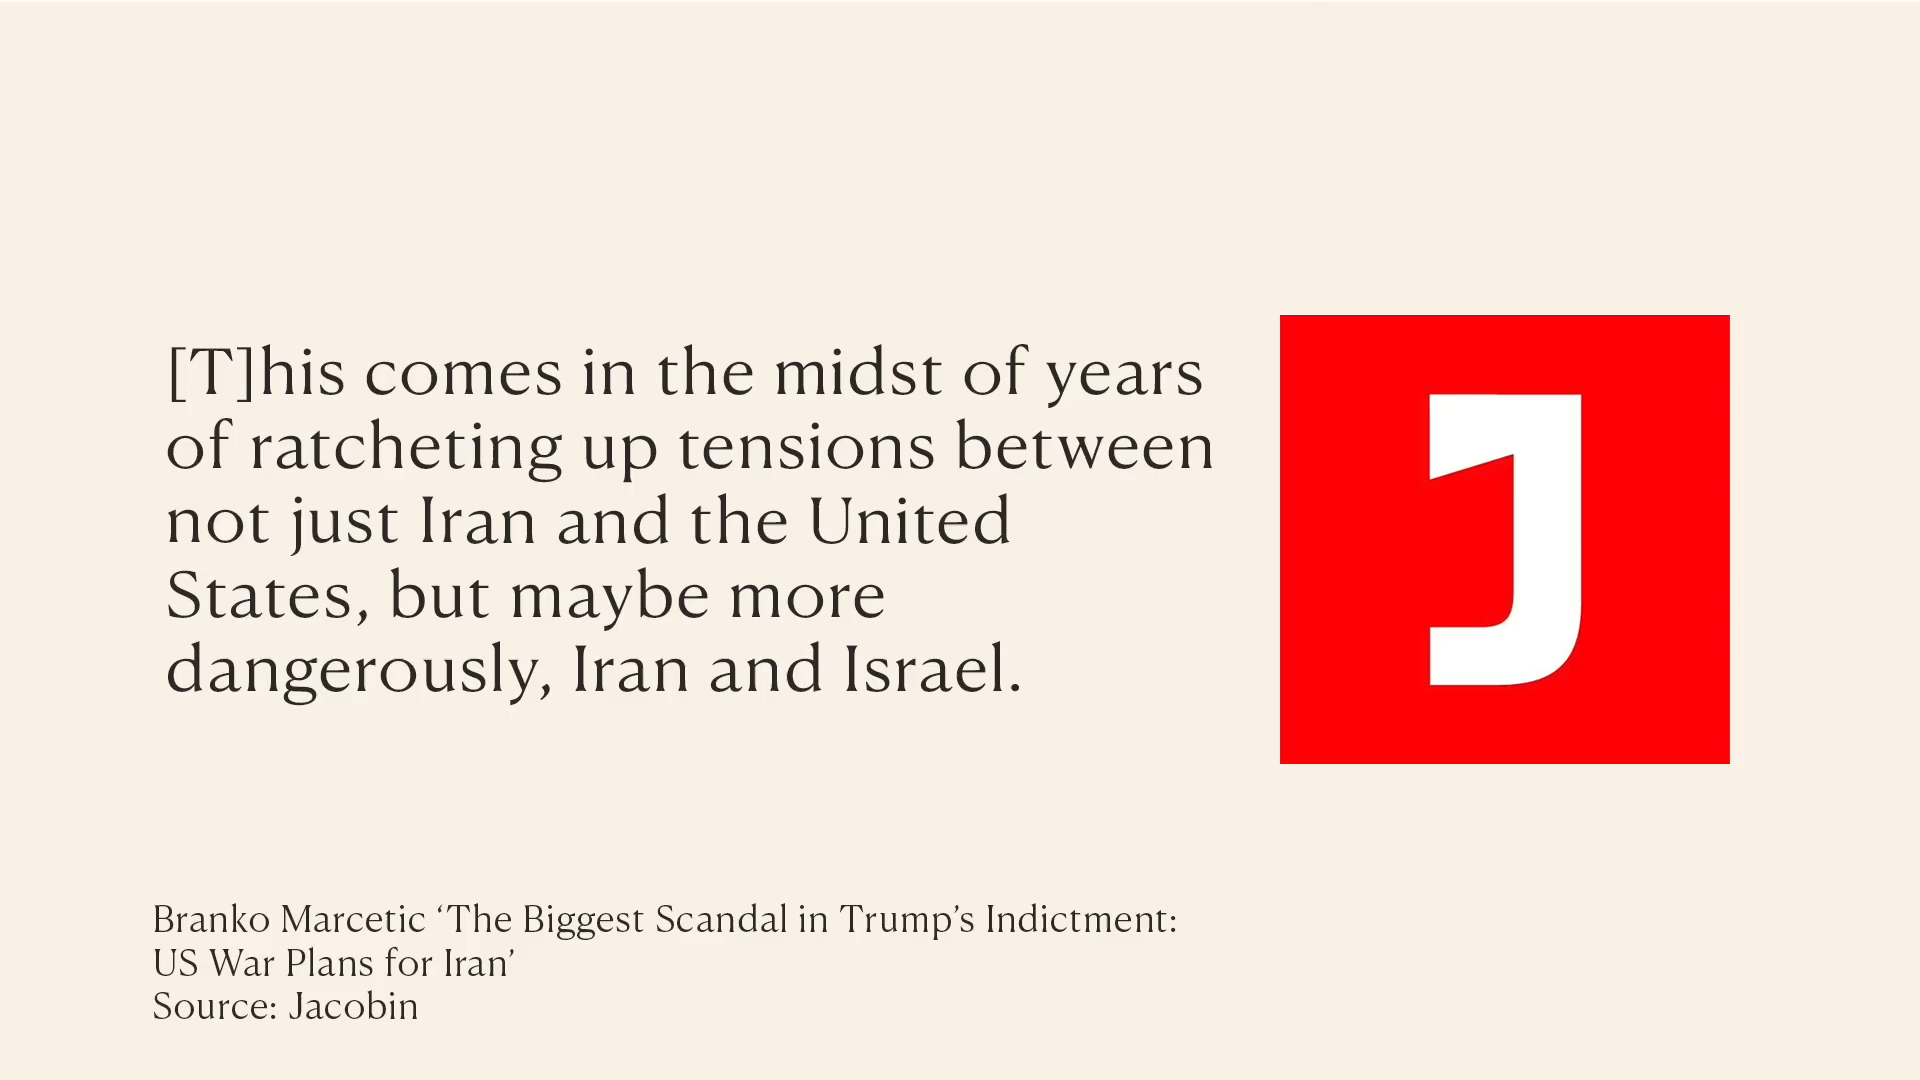 [T]his comes in the midst of years
of ratcheting up tensions between
not just Iran and the United
States, but maybe more
dangerously, Iran and Israel.
J
Branko Marcetic ‘The Biggest Scandal in Trump’s Indictment:
US War Plans for Iran’
Source: Jacobin